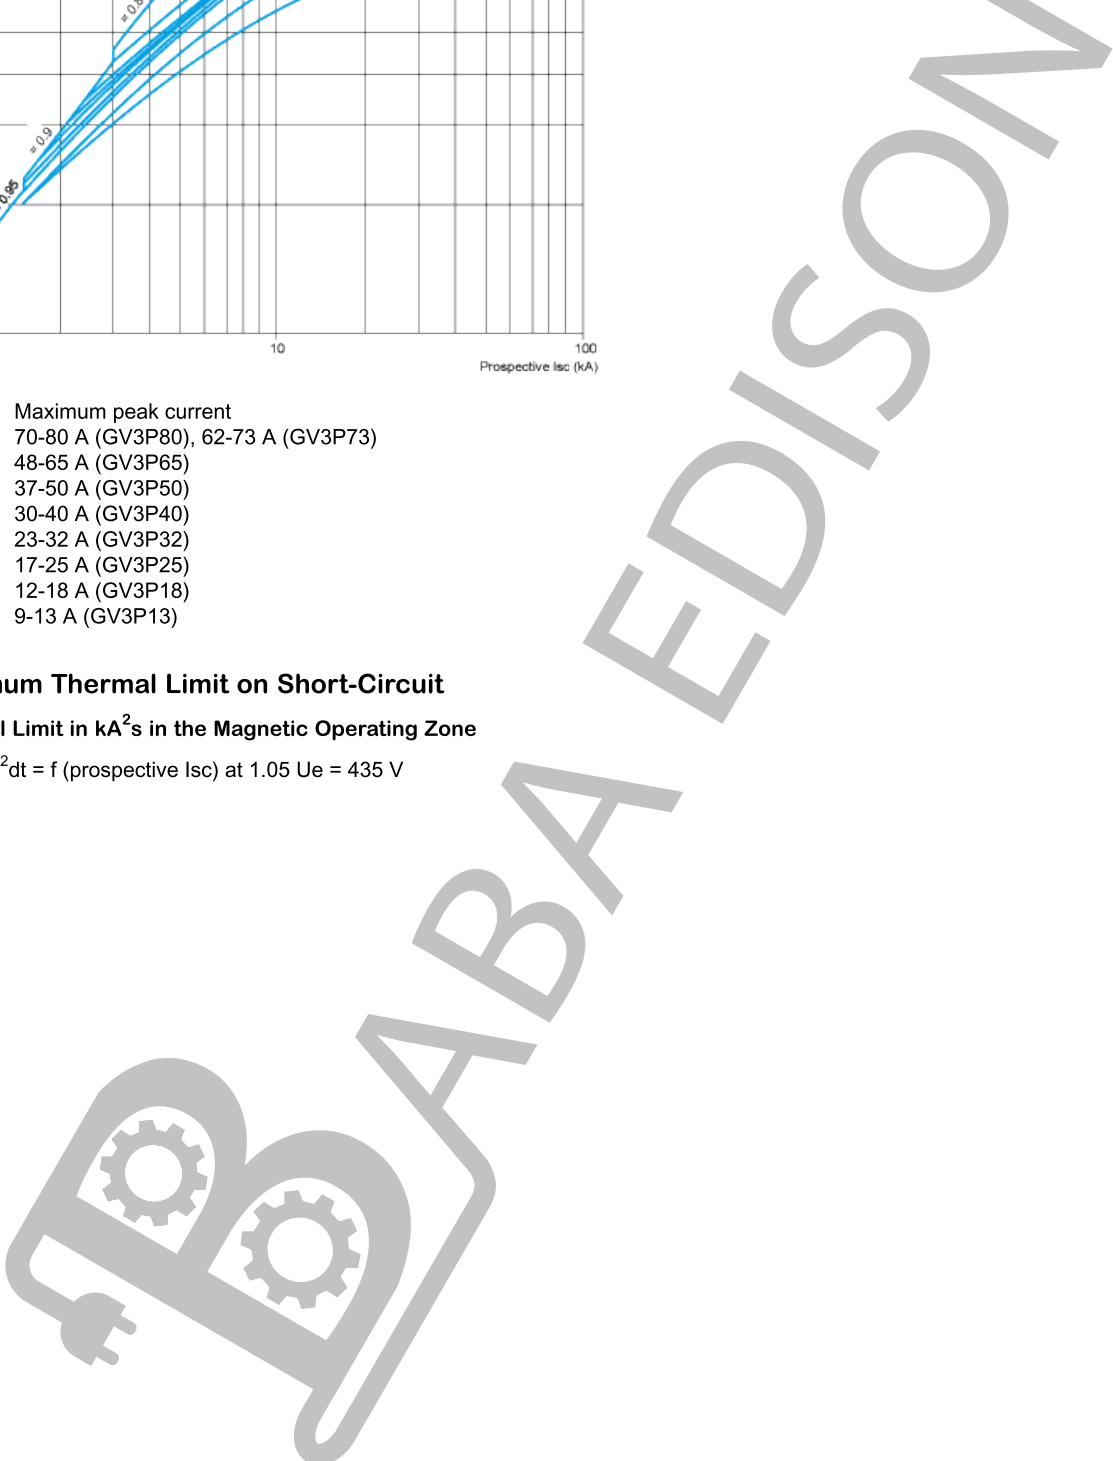 = 0.8
= 0.9
0.95
10 100
Prospective Isc (kA)
Maximum peak current
70-80 A (GV3P80), 62-73 A (GV3P73)
48-65 A (GV3P65)
37-50 A (GV3P50)
30-40 A (GV3P40)
23-32 A (GV3P32)
17-25 A (GV3P25)
12-18 A (GV3P18)
9-13 A (GV3P13)
um Thermal Limit on Short-Circuit
l Limit in kA²s in the Magnetic Operating Zone
²dt = f (prospective Isc) at 1.05 Ue = 435 V
BABA EDISON